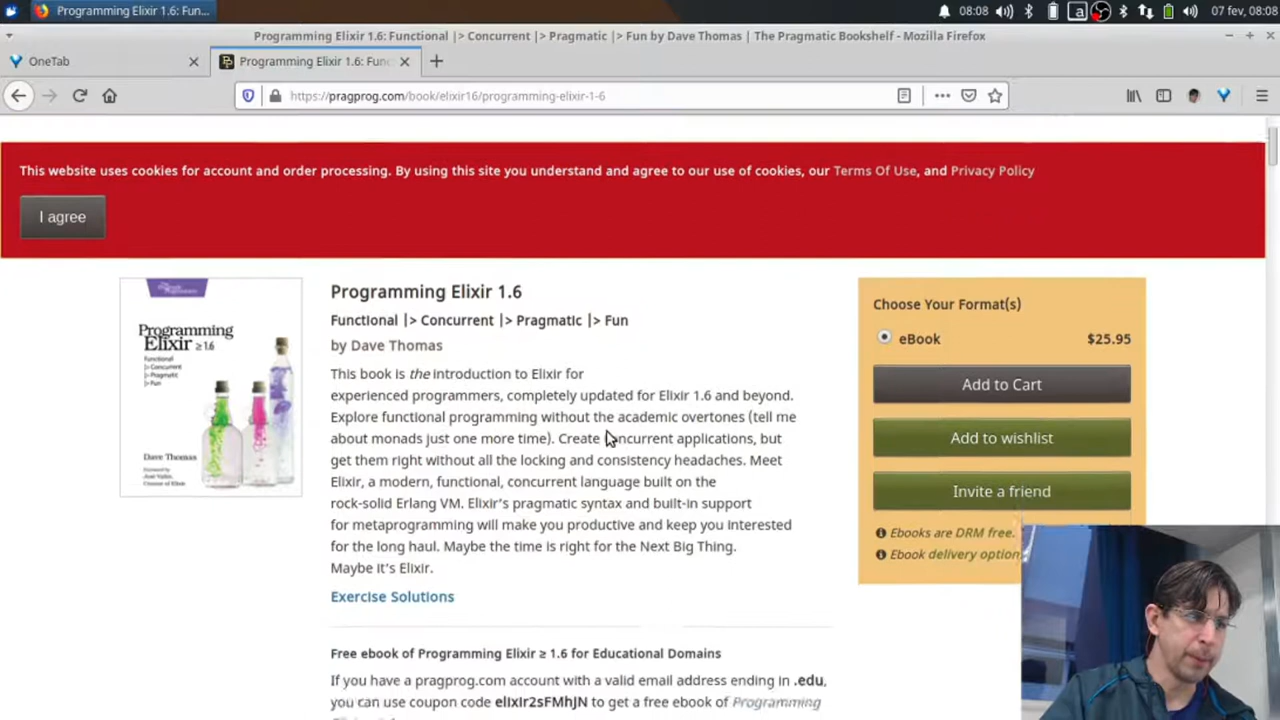 Programming Elixir 1.6: Fun...
08:08
a
07 fev, 08:08
Programming Elixir 1.6: Functional |> Concurrent |> Pragmatic |> Fun by Dave Thomas | The Pragmatic Bookshelf - Mozilla Firefox
OneTab
Programming Elixir 1.6: Func
https://pragprog.com/book/elixir16/programming-elixir-1-6
This website uses cookies for account and order processing. By using this site you understand and agree to our use of cookies, our Terms Of Use, and Privacy Policy
I agree
Programming
Elixir ≥ 1.6
Functional
|> Concurrent
|> Pragmatic
|> Fun
Dave Thomas
Programming Elixir 1.6
Functional |> Concurrent |> Pragmatic |> Fun
by Dave Thomas
This book is the introduction to Elixir for
experienced programmers, completely updated for Elixir 1.6 and beyond.
Explore functional programming without the academic overtones (tell me
about monads just one more time). Create concurrent applications, but
get them right without all the locking and consistency headaches. Meet
Elixir, a modern, functional, concurrent language built on the
rock-solid Erlang VM. Elixir's pragmatic syntax and built-in support
for metaprogramming will make you productive and keep you interested
for the long haul. Maybe the time is right for the Next Big Thing.
Maybe it's Elixir.
Exercise Solutions
Free ebook of Programming Elixir ≥ 1.6 for Educational Domains
If you have a pragprog.com account with a valid email address ending in .edu,
you can use coupon code elixir2sFMhJN to get a free ebook of Programming
Choose Your Format(s)
eBook $25.95
Add to Cart
Add to wishlist
Invite a friend
Ebooks are DRM free.
Ebook delivery option